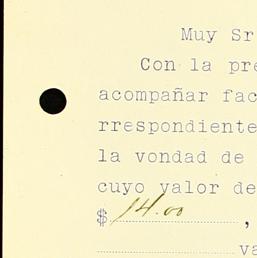 Muy Sr
Con la pre
acompañar fac
rrespondiente
la vondad de
cuyo valor de
$ 14.00 ,
va